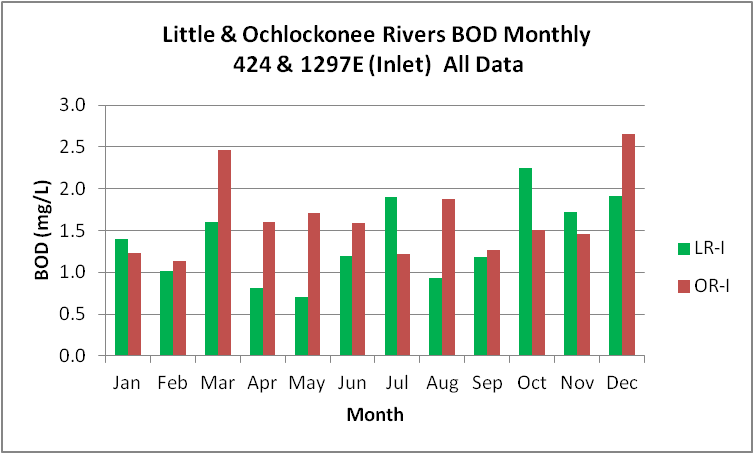 Little & Ochlockonee Rivers BOD Monthly
424 & 1297E (Inlet)  All Data
BOD (mg/L)
3.0
2.5
2.0
1.5
1.0
0.5
0.0
Jan Feb Mar Apr May Jun Jul Aug Sep Oct Nov Dec
Month
LR-I
OR-I